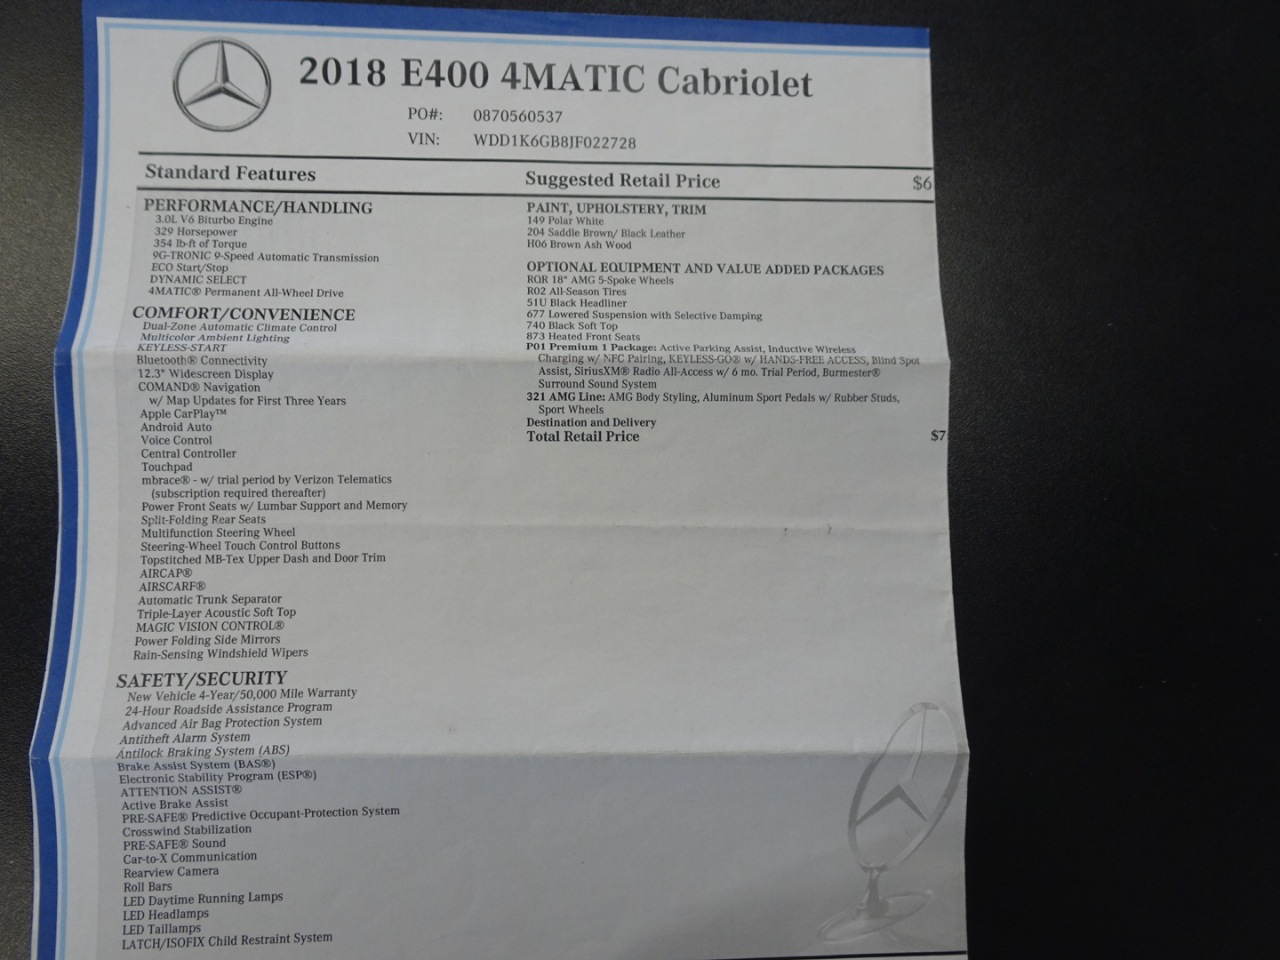 2018 E400 4MATIC Cabriolet
PO#: 0870560537
VIN: WDD1K6GB8JF022728
Standard Features
PERFORMANCE/HANDLING
3.0L V6 Biturbo Engine
329 Horsepower
354 lb-ft of Torque
9G-TRONIC 9-Speed Automatic Transmission
ECO Start/Stop
DYNAMIC SELECT
4MATIC® Permanent All-Wheel Drive
COMFORT/CONVENIENCE
Dual-Zone Automatic Climate Control
Multicolor Ambient Lighting
KEYLESS-START
Bluetooth® Connectivity
12.3" Widescreen Display
COMAND® Navigation
w/ Map Updates for First Three Years
Apple CarPlay™
Android Auto
Voice Control
Central Controller
Touchpad
mbrace® - w/ trial period by Verizon Telematics
(subscription required thereafter)
Power Front Seats w/ Lumbar Support and Memory
Split-Folding Rear Seats
Multifunction Steering Wheel
Steering-Wheel Touch Control Buttons
Topstitched MB-Tex Upper Dash and Door Trim
AIRCAP®
AIRSCARF®
Automatic Trunk Separator
Triple-Layer Acoustic Soft Top
MAGIC VISION CONTROL®
Power Folding Side Mirrors
Rain-Sensing Windshield Wipers
SAFETY/SECURITY
New Vehicle 4-Year/50,000 Mile Warranty
24-Hour Roadside Assistance Program
Advanced Air Bag Protection System
Antitheft Alarm System
Antilock Braking System (ABS)
Brake Assist System (BAS®)
Electronic Stability Program (ESP®)
ATTENTION ASSIST®
Active Brake Assist
PRE-SAFE® Predictive Occupant-Protection System
Crosswind Stabilization
PRE-SAFE® Sound
Car-to-X Communication
Rearview Camera
Roll Bars
LED Daytime Running Lamps
LED Headlamps
LED Taillamps
LATCH/ISOFIX Child Restraint System
Suggested Retail Price $6
PAINT, UPHOLSTERY, TRIM
149 Polar White
204 Saddle Brown/ Black Leather
H06 Brown Ash Wood
OPTIONAL EQUIPMENT AND VALUE ADDED PACKAGES
RQR 18" AMG 5-Spoke Wheels
R02 All-Season Tires
51U Black Headliner
677 Lowered Suspension with Selective Damping
740 Black Soft Top
873 Heated Front Seats
P01 Premium 1 Package: Active Parking Assist, Inductive Wireless
Charging w/ NFC Pairing, KEYLESS-GO® w/ HANDS-FREE ACCESS, Blind Spot
Assist, SiriusXM® Radio All-Access w/ 6 mo. Trial Period, Burmester®
Surround Sound System
321 AMG Line: AMG Body Styling, Aluminum Sport Pedals w/ Rubber Studs,
Sport Wheels
Destination and Delivery
Total Retail Price $7